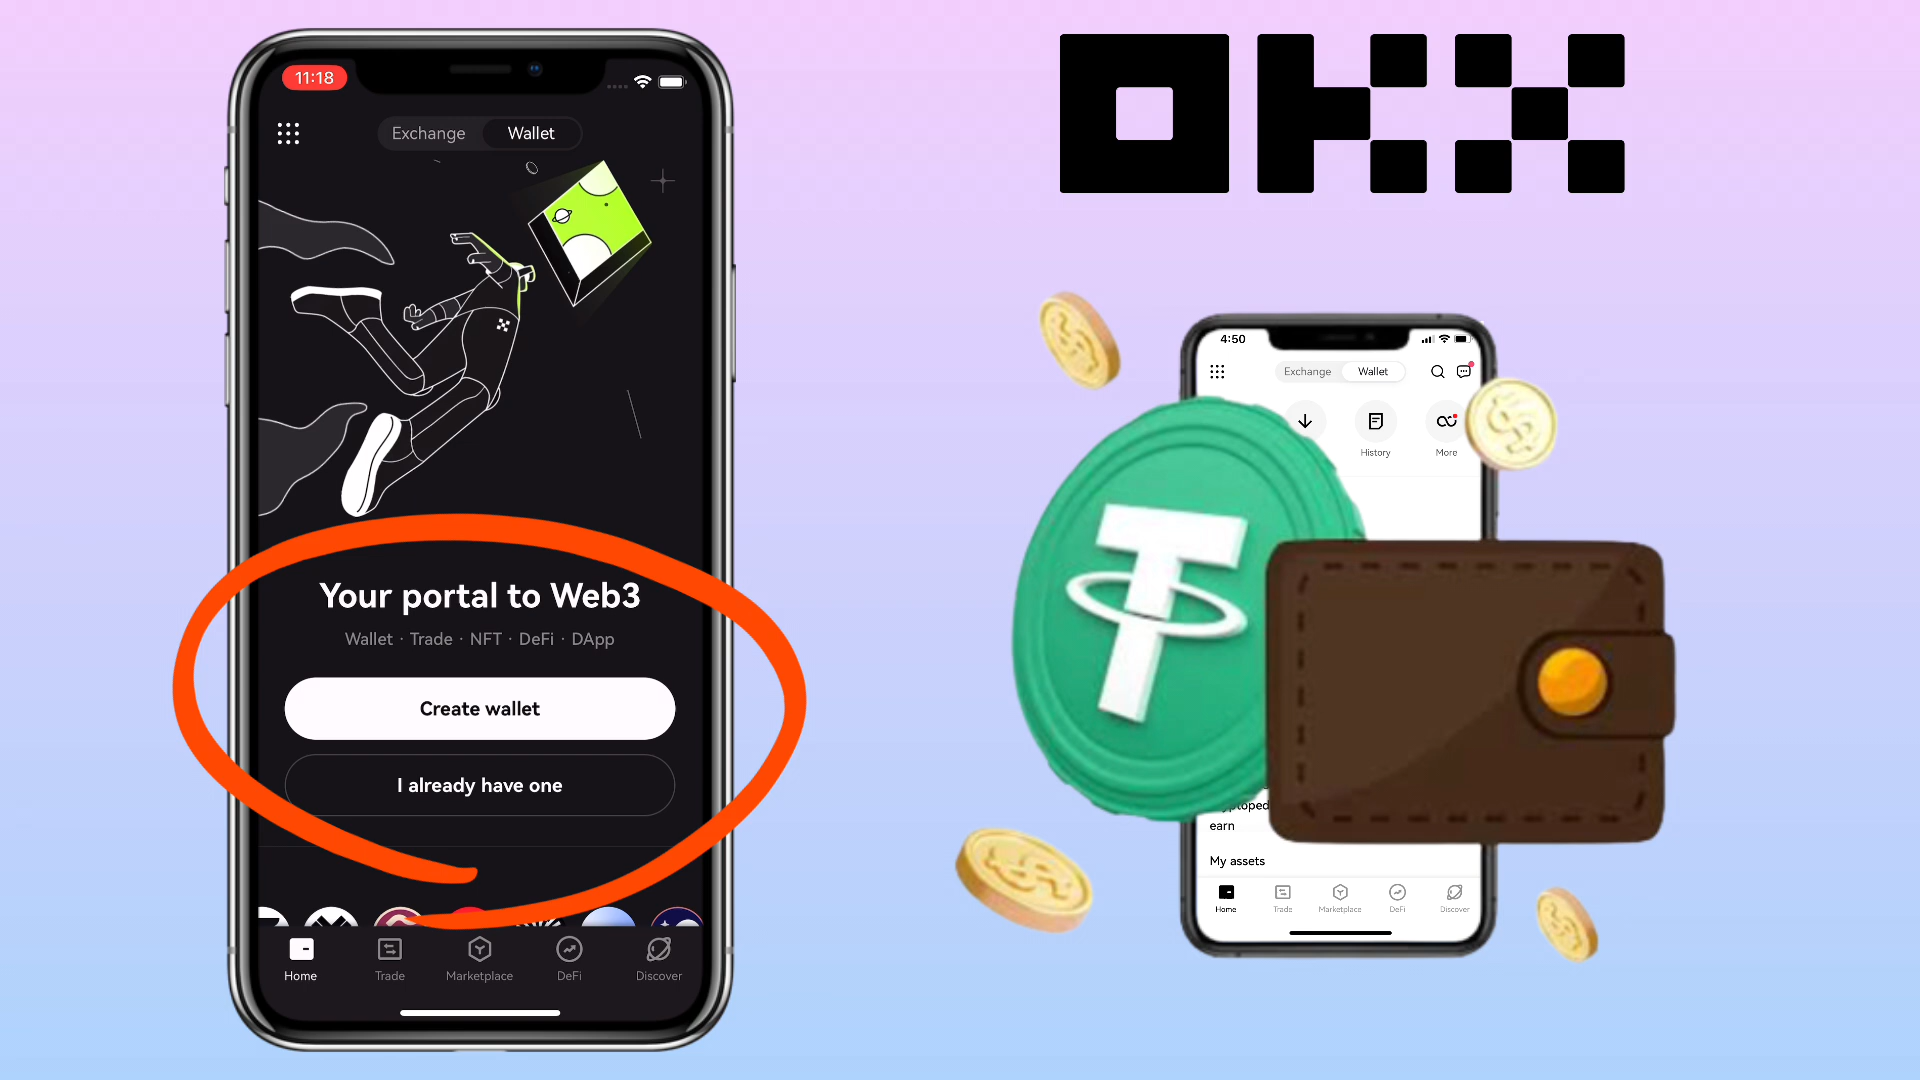 11:18
Exchange
Wallet
Your portal to Web3
Wallet · Trade · NFT · DeFi · DApp
Create wallet
I already have one
Home
Trade
Marketplace
DeFi
Discover
OKX
4:50
Exchange
Wallet
History
More
earn
My assets
Home
Trade
Marketplace
DeFi
Discover